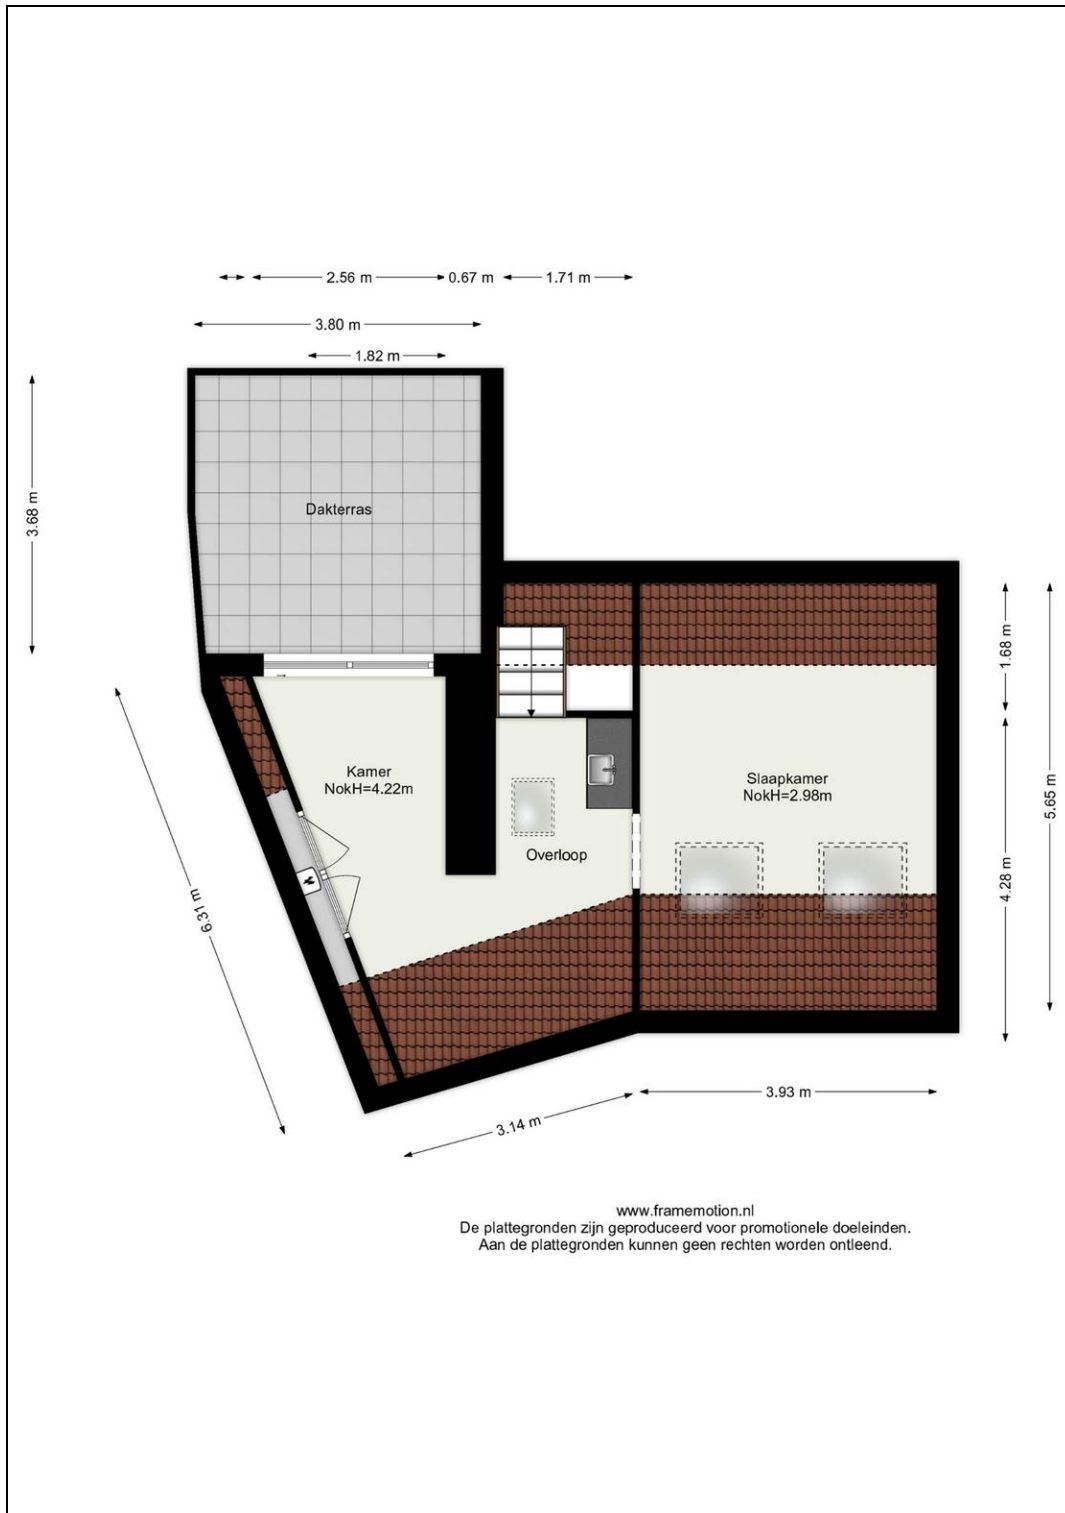 2.56 m
0.67 m
1.71 m
3.80 m
1.82 m
3.68 m
Dakterras
1.68 m
5.65 m
Kamer
NokH=4.22m
Slaapkamer
NokH=2.98m
Overloop
4.28 m
6.31 m
3.93 m
3.14 m
www.framemotion.nl
De plattegronden zijn geproduceerd voor promotionele doeleinden.
Aan de plattegronden kunnen geen rechten worden ontleend.